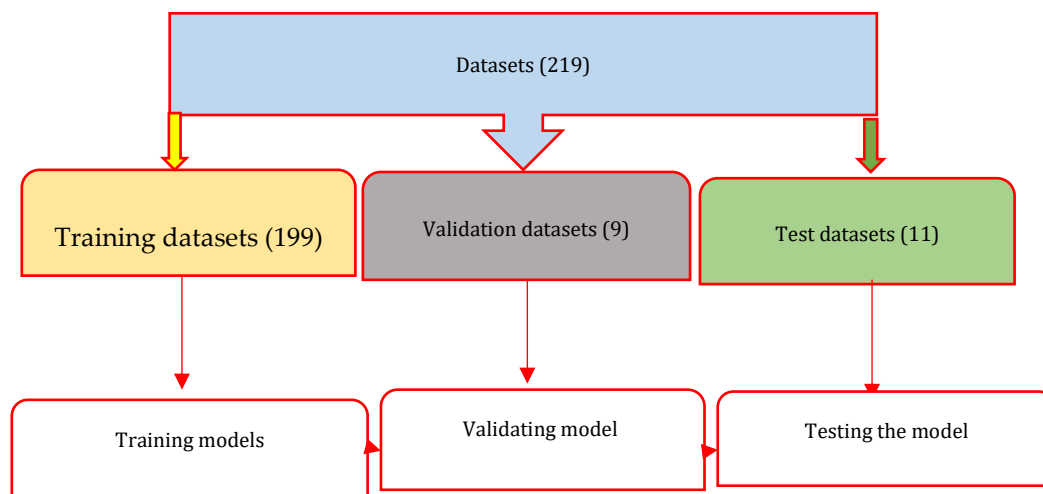 Datasets (219)
Training datasets (199)
Validation datasets (9)
Test datasets (11)
Training models
Validating model
Testing the model